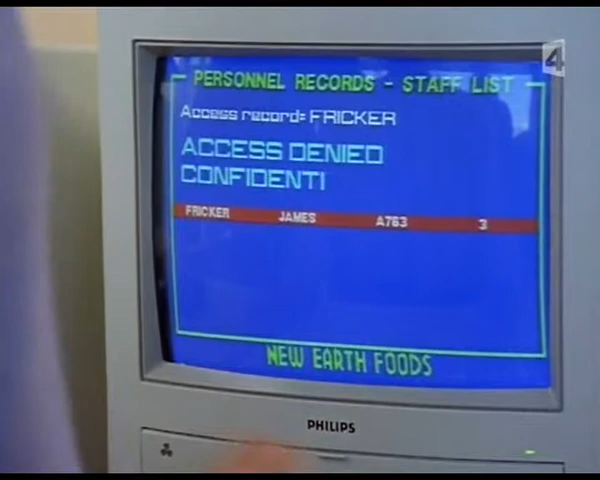 4
PERSONNEL RECORDS - STAFF LIST
Access record: FRICKER
ACCESS DENIED
CONFIDENTI
FRICKER JAMES A763 3
NEW EARTH FOODS
PHILIPS